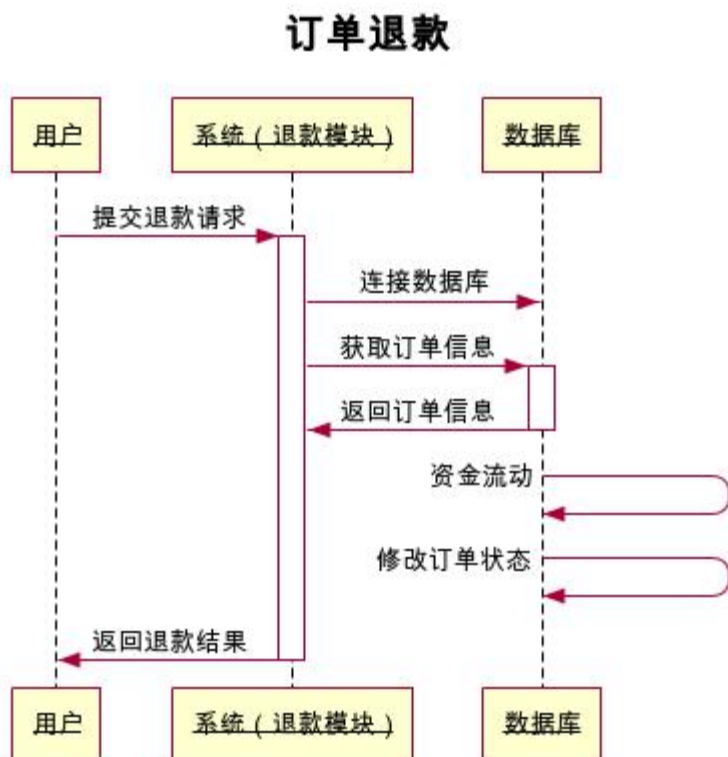 订单退款
用户
系统（退款模块）
数据库
提交退款请求
连接数据库
获取订单信息
返回订单信息
资金流动
修改订单状态
返回退款结果
用户
系统（退款模块）
数据库